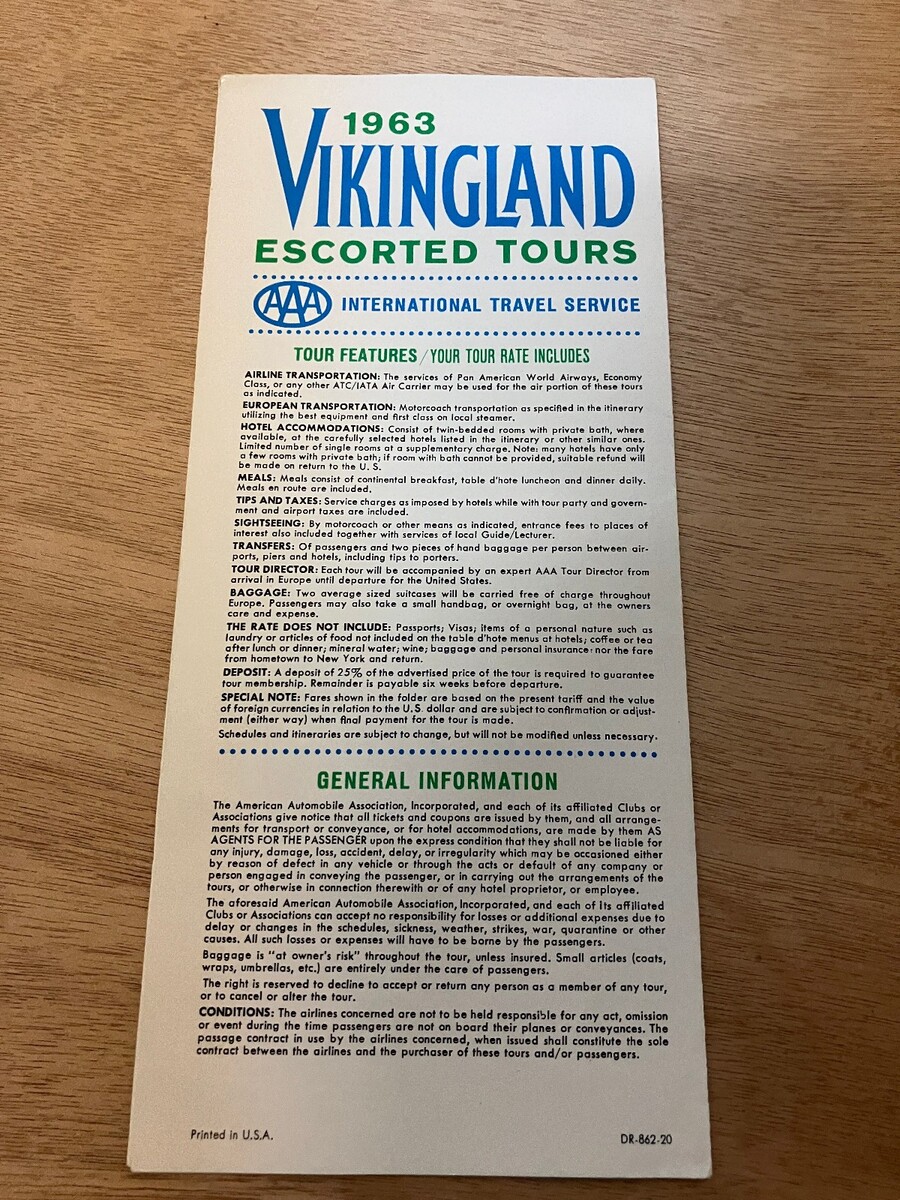 1963
VIKINGLAND
ESCORTED TOURS
AAA INTERNATIONAL TRAVEL SERVICE
TOUR FEATURES / YOUR TOUR RATE INCLUDES
AIRLINE TRANSPORTATION: The services of Pan American World Airways, Economy
Class, or any other ATC/IATA Air Carrier may be used for the air portion of these tours
as indicated.
EUROPEAN TRANSPORTATION: Motorcoach transportation as specified in the itinerary
utilizing the best equipment and first class on local steamer.
HOTEL ACCOMMODATIONS: Consist of twin-bedded rooms with private bath, where
available, at the carefully selected hotels listed in the itinerary or other similar ones.
Limited number of single rooms at a supplementary charge. Note: many hotels have only
a few rooms with private bath; if room with bath cannot be provided, suitable refund will
be made on return to the U. S.
MEALS: Meals consist of continental breakfast, table d'hote luncheon and dinner daily.
Meals en route are included.
TIPS AND TAXES: Service charges as imposed by hotels while with tour party and govern-
ment and airport taxes are included.
SIGHTSEEING: By motorcoach or other means as indicated, entrance fees to places of
interest also included together with services of local Guide/Lecturer.
TRANSFERS: Of passengers and two pieces of hand baggage per person between air-
ports, piers and hotels, including tips to porters.
TOUR DIRECTOR: Each tour will be accompanied by an expert AAA Tour Director from
arrival in Europe until departure for the United States.
BAGGAGE: Two average sized suitcases will be carried free of charge throughout
Europe. Passengers may also take a small handbag, or overnight bag, at the owners
care and expense.
THE RATE DOES NOT INCLUDE: Passports; Visas; items of a personal nature such as
laundry or articles of food not included on the table d'hote menus at hotels; coffee or tea
after lunch or dinner; mineral water; wine; baggage and personal insurance; nor the fare
from hometown to New York and return.
DEPOSIT: A deposit of 25% of the advertised price of the tour is required to guarantee
tour membership. Remainder is payable six weeks before departure.
SPECIAL NOTE: Fares shown in the folder are based on the present tariff and the value
of foreign currencies in relation to the U.S. dollar and are subject to confirmation or adjust-
ment (either way) when final payment for the tour is made.
Schedules and itineraries are subject to change, but will not be modified unless necessary.
GENERAL INFORMATION
The American Automobile Association, Incorporated, and each of its affiliated Clubs or
Associations give notice that all tickets and coupons are issued by them, and all arrange-
ments for transport or conveyance, or for hotel accommodations, are made by them AS
AGENTS FOR THE PASSENGER upon the express condition that they shall not be liable for
any injury, damage, loss, accident, delay, or irregularity which may be occasioned either
by reason of defect in any vehicle or through the acts or default of any company or
person engaged in conveying the passenger, or in carrying out the arrangements of the
tours, or otherwise in connection therewith or of any hotel proprietor, or employee.
The aforesaid American Automobile Association, Incorporated, and each of its affiliated
Clubs or Associations can accept no responsibility for losses or additional expenses due to
delay or changes in the schedules, sickness, weather, strikes, war, quarantine or other
causes. All such losses or expenses will have to be borne by the passengers.
Baggage is "at owner's risk" throughout the tour, unless insured. Small articles (coats,
wraps, umbrellas, etc.) are entirely under the care of passengers.
The right is reserved to decline to accept or return any person as a member of any tour,
or to cancel or alter the tour.
CONDITIONS: The airlines concerned are not to be held responsible for any act, omission
or event during the time passengers are not on board their planes or conveyances. The
passage contract in use by the airlines concerned, when issued shall constitute the sole
contract between the airlines and the purchaser of these tours and/or passengers.
Printed in U.S.A.
DR-862-20